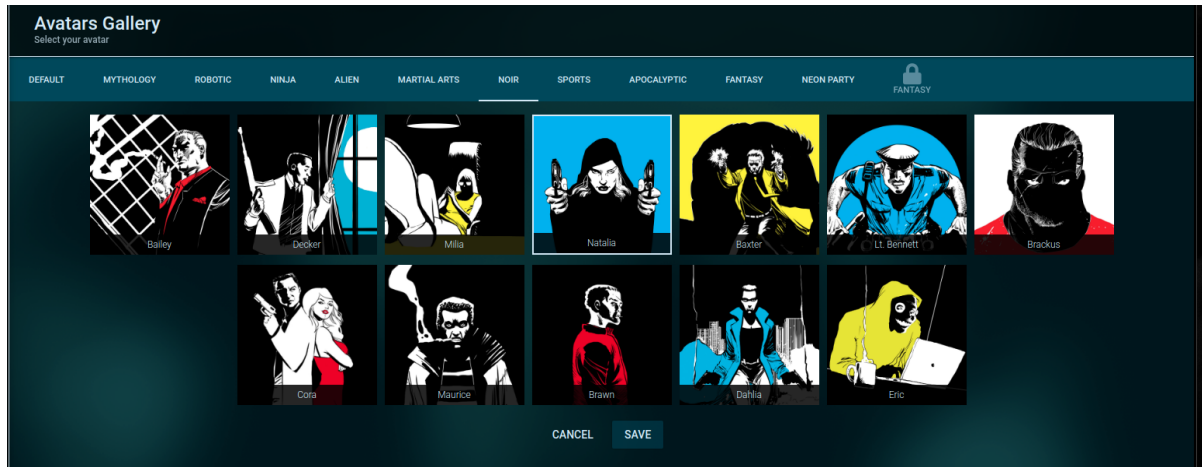 Avatars Gallery
Select your avatar
DEFAULT MYTHOLOGY ROBOTIC NINJA ALIEN MARTIAL ARTS NOIR SPORTS APOCALYPTIC FANTASY NEON PARTY FANTASY
Bailey Decker Milia Natalia Baxter Lt. Bennett Brackus
Cora Maurice Brawn Dahlia Eric
CANCEL SAVE